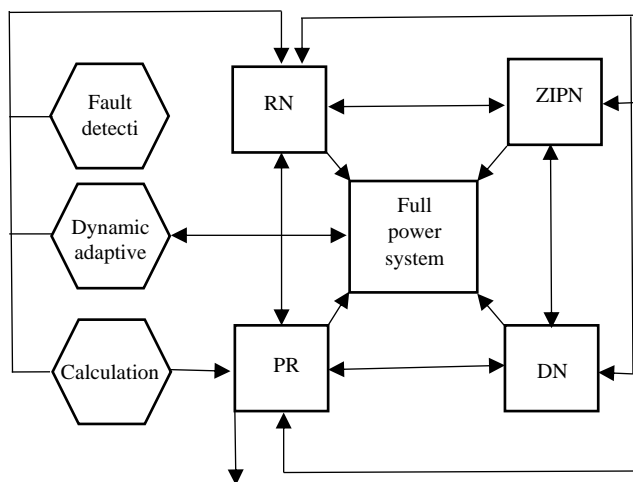 RN
ZIPN
Fault
detecti
Full
power
system
Dynamic
adaptive
PR
DN
Calculation